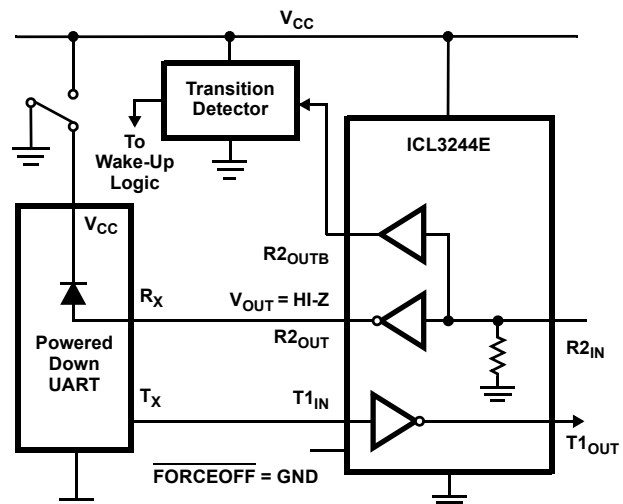 VCC
Transition
Detector
To
Wake-Up
Logic
ICL3244E
VCC
R2OUTB
RX
VOUT = HI-Z
R2OUT
R2IN
Powered
Down
UART
TX
T1IN
T1OUT
FORCEOFF = GND